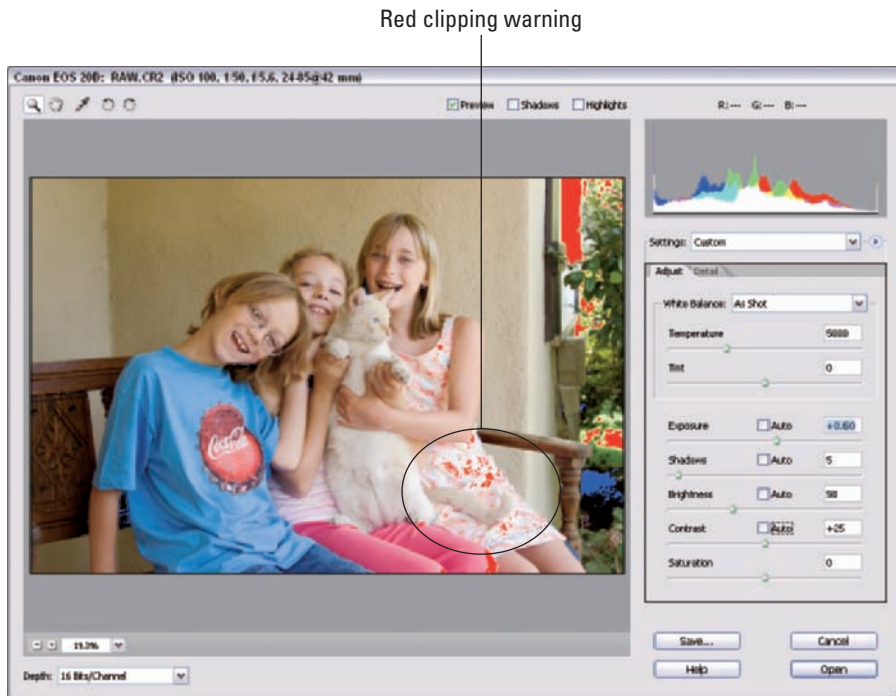 Red clipping warning
Canon EOS 20D: RAW.CR2 (ISO 100, 1/50, f/5.6, 24-85@42 mm)
Preview Shadows Highlights R: --- G: --- B: ---
Settings: Custom
Adjust Detail
White Balance: As Shot
Temperature 5000
Tint 0
Exposure Auto +0.60
Shadows Auto 5
Brightness Auto
Contrast Auto +25
Saturation 0
Coca-Cola
19.3%
Save... Cancel
Help Open
Depth: 16 Bits/Channel